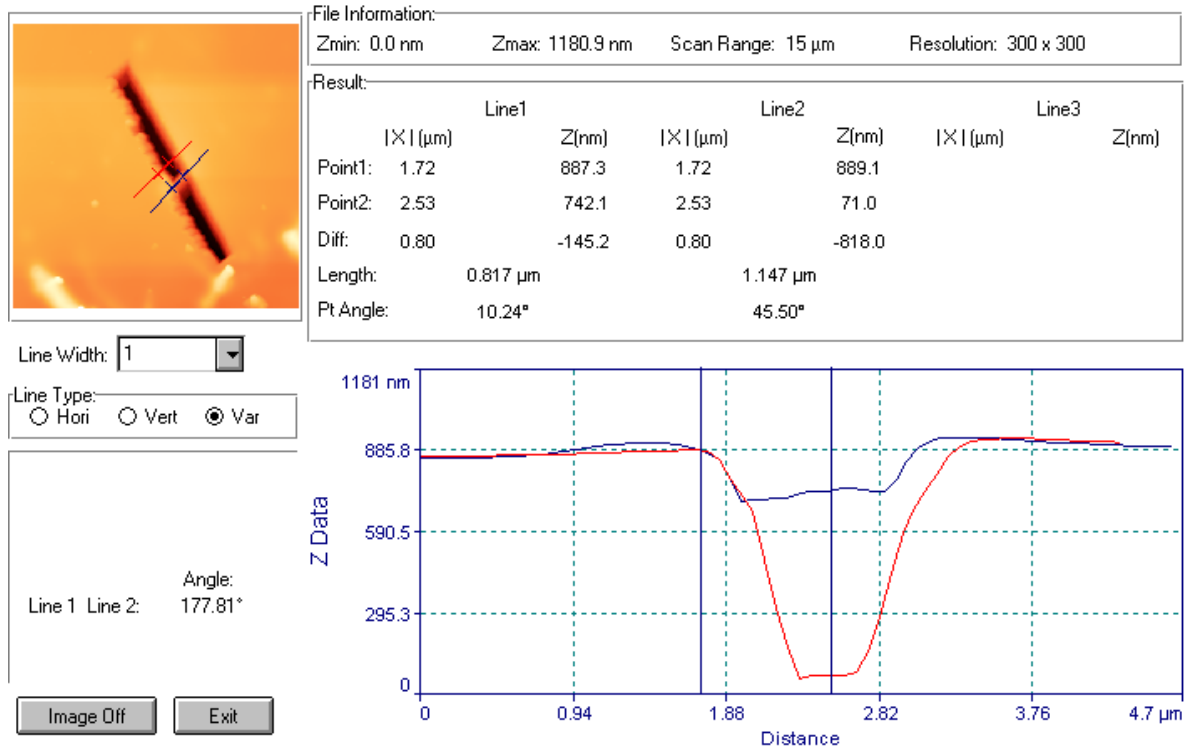 File Information:
Zmin: 0.0 nm Zmax: 1180.9 nm Scan Range: 15 µm Resolution: 300 x 300
Result:
Line1 Line2 Line3
|X| (µm) Z(nm) |X| (µm) Z(nm) |X| (µm) Z(nm)
Point1: 1.72 887.3 1.72 889.1
Point2: 2.53 742.1 2.53 71.0
Diff: 0.80 -145.2 0.80 -818.0
Length: 0.817 µm 1.147 µm
Pt Angle: 10.24° 45.50°
Line Width: 1
Line Type:
Hori Vert Var
Angle:
Line 1 Line 2: 177.81°
Image Off Exit
1181 nm
885.8
590.5
295.3
0
Z Data
0 0.94 1.88 2.82 3.76 4.7 µm
Distance